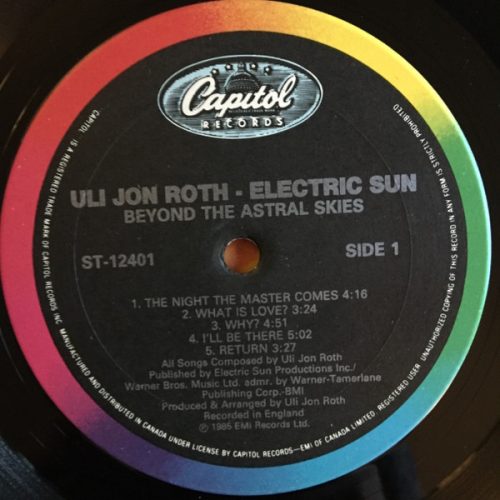 Capitol
RECORDS
ULI JON ROTH - ELECTRIC SUN
BEYOND THE ASTRAL SKIES
ST-12401
SIDE 1
1. THE NIGHT THE MASTER COMES 4:16
2. WHAT IS LOVE? 3:24
3. WHY? 4:51
4. I'LL BE THERE 5:02
5. RETURN 3:27
All Songs Composed by Uli Jon Roth
Published by Electric Sun Productions Inc./
Warner Bros. Music Ltd. admr. by Warner-Tamerlane
Publishing Corp.-BMI
Produced & Arranged by Uli Jon Roth
Recorded in England
℗ 1985 EMI Records Ltd.
CAPITOL IS A REGISTERED TRADE MARK OF CAPITOL RECORDS INC. MANUFACTURED AND DISTRIBUTED IN CANADA UNDER LICENSE BY CAPITOL RECORDS-EMI OF CANADA LIMITED, REGISTERED USER. UNAUTHORIZED COPYING OF THIS RECORD IN ANY FORM IS STRICTLY PROHIBITED